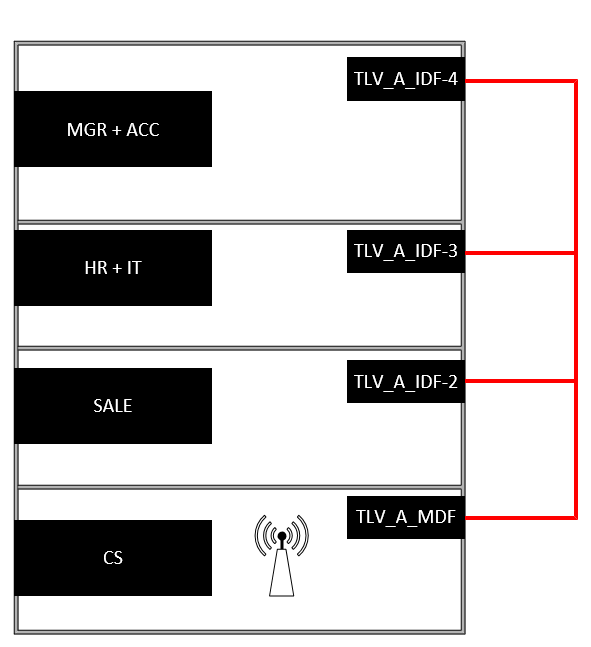 TLV_A_IDF-4
MGR + ACC
TLV_A_IDF-3
HR + IT
TLV_A_IDF-2
SALE
TLV_A_MDF
CS